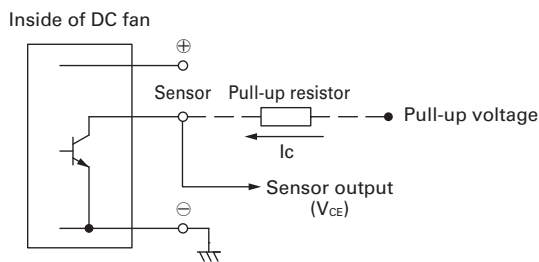 Inside of DC fan
⊕
Sensor
Pull-up resistor
Pull-up voltage
Ic
Sensor output
(VCE)
⊖